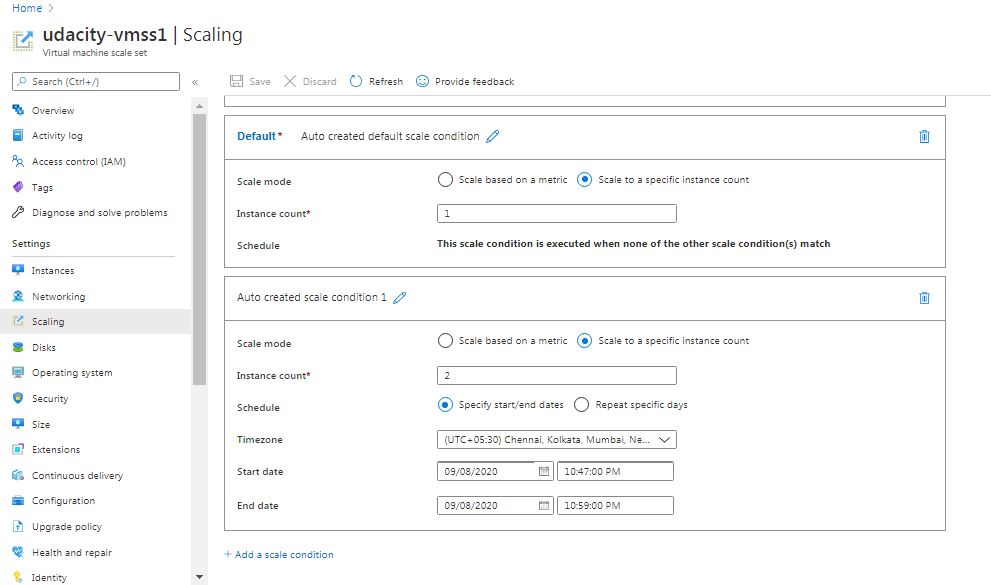 Home >
udacity-vmss1 | Scaling
Virtual machine scale set
Search (Ctrl+/)
«
Save Discard Refresh Provide feedback
Overview
Activity log
Access control (IAM)
Tags
Diagnose and solve problems
Settings
Instances
Networking
Scaling
Disks
Operating system
Security
Size
Extensions
Continuous delivery
Configuration
Upgrade policy
Health and repair
Identity
Default* Auto created default scale condition
Scale mode Scale based on a metric Scale to a specific instance count
Instance count* 1
Schedule This scale condition is executed when none of the other scale condition(s) match
Auto created scale condition 1
Scale mode Scale based on a metric Scale to a specific instance count
Instance count* 2
Schedule Specify start/end dates Repeat specific days
Timezone (UTC+05:30) Chennai, Kolkata, Mumbai, Ne...
Start date 09/08/2020 10:47:00 PM
End date 09/08/2020 10:59:00 PM
+ Add a scale condition